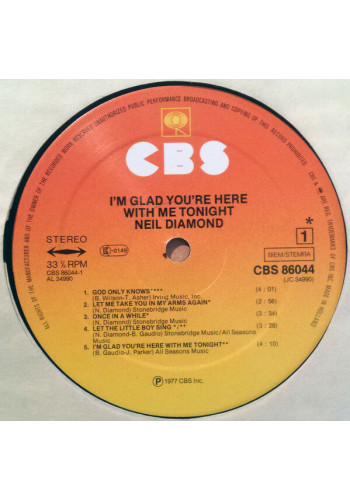 ALL RIGHTS OF THE MANUFACTURER AND OF THE OWNER OF THE RECORDED WORK RESERVED UNAUTHORISED PUBLIC PERFORMANCE BROADCASTING AND COPYING OF THIS RECORD PROHIBITED.
CBS
I'M GLAD YOU'RE HERE
WITH ME TONIGHT
NEIL DIAMOND
STEREO
33⅓ RPM
CBS 86044-1
AL 34990
*
1
BIEM/STEMRA
CBS 86044
(JC 34990)
1. GOD ONLY KNOWS*** (4 : 01)
(B. Wilson-T. Asher) Irving Music, Inc.
2. LET ME TAKE YOU IN MY ARMS AGAIN* (2 : 56)
(N. Diamond) Stonebridge Music
3. ONCE IN A WHILE* (3 : 34)
(N. Diamond) Stonebridge Music
4. LET THE LITTLE BOY SING */** (3 : 28)
(N. Diamond-B. Gaudio) Stonebridge Music/All Seasons
Music
5. I'M GLAD YOU'RE HERE WITH ME TONIGHT** (4 : 10)
(B. Gaudio-J. Parker) All Seasons Music
℗ 1977 CBS Inc.
MADE IN HOLLAND